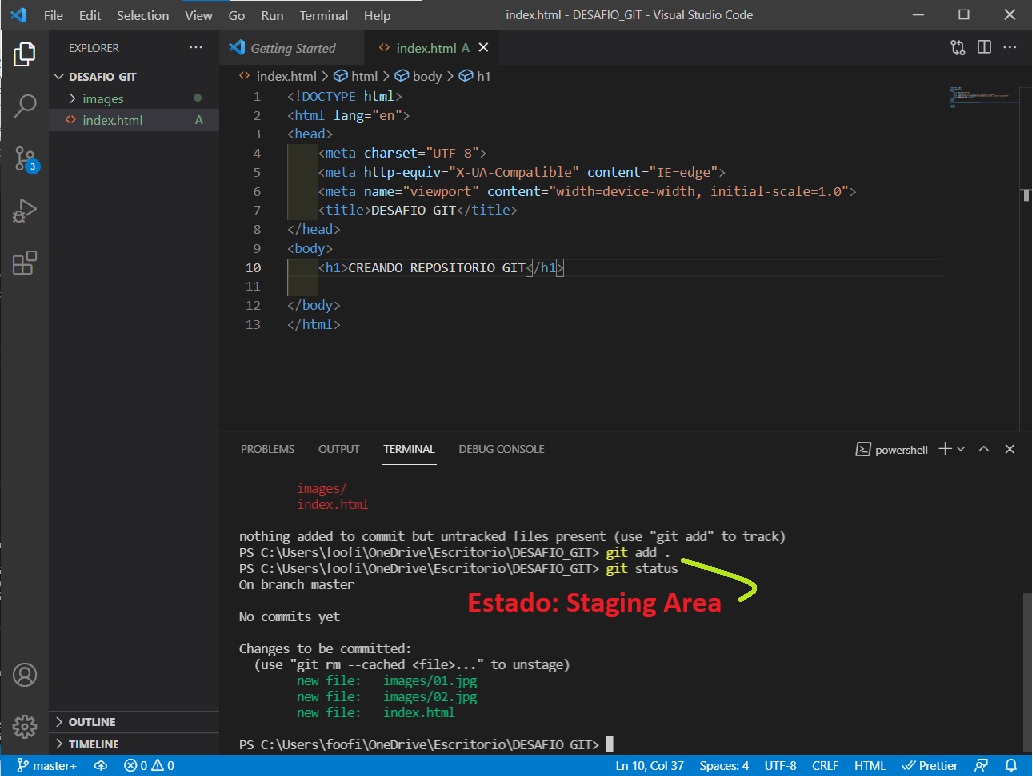 File Edit Selection View Go Run Terminal Help
index.html - DESAFIO_GIT - Visual Studio Code
EXPLORER
DESAFIO GIT
images
index.html A
3
Getting Started
index.html A
index.html > html > body > h1
1 <!DOCTYPE html>
2 <html lang="en">
3 <head>
4 <meta charset="UTF-8">
5 <meta http-equiv="X-UA-Compatible" content="IE=edge">
6 <meta name="viewport" content="width=device-width, initial-scale=1.0">
7 <title>DESAFIO GIT</title>
8 </head>
9 <body>
10 <h1>CREANDO REPOSITORIO GIT</h1>
11
12 </body>
13 </html>
PROBLEMS OUTPUT TERMINAL DEBUG CONSOLE
powershell
images/
index.html
nothing added to commit but untracked files present (use "git add" to track)
PS C:\Users\foofi\OneDrive\Escritorio\DESAFIO_GIT> git add .
PS C:\Users\foofi\OneDrive\Escritorio\DESAFIO_GIT> git status
On branch master
Estado: Staging Area
No commits yet
Changes to be committed:
(use "git rm --cached <file>..." to unstage)
new file: images/01.jpg
new file: images/02.jpg
new file: index.html
PS C:\Users\foofi\OneDrive\Escritorio\DESAFIO GIT>
OUTLINE
TIMELINE
master+ 0 0
Ln 10, Col 37 Spaces: 4 UTF-8 CRLF HTML Prettier